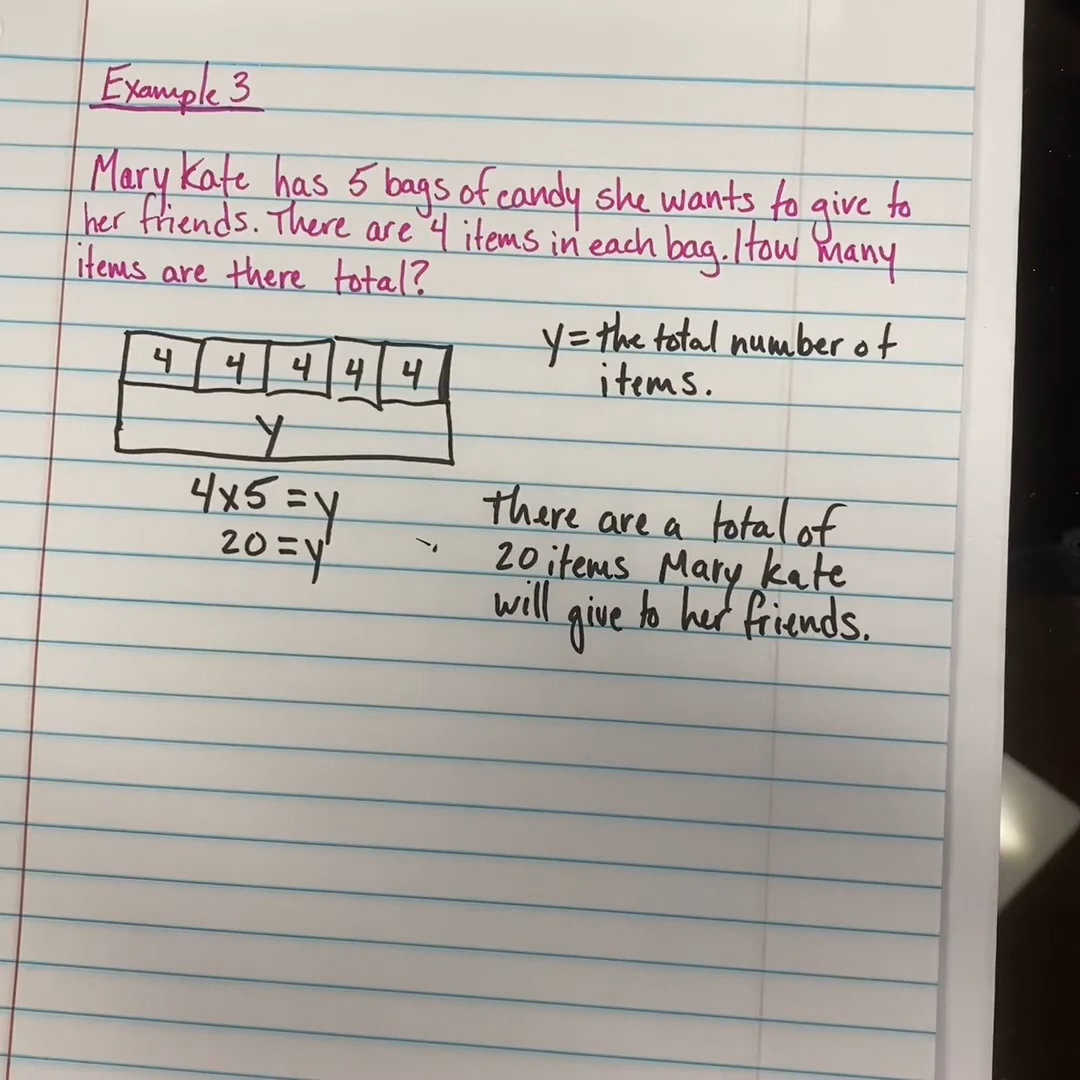 Example 3
Mary Kate has 5 bags of candy she wants to give to
her friends. There are 4 items in each bag. How many
items are there total?
4 4 4 4 4
y
y = the total number of
items.
4x5 = y
20 = y
There are a total of
20 items Mary Kate
will give to her friends.